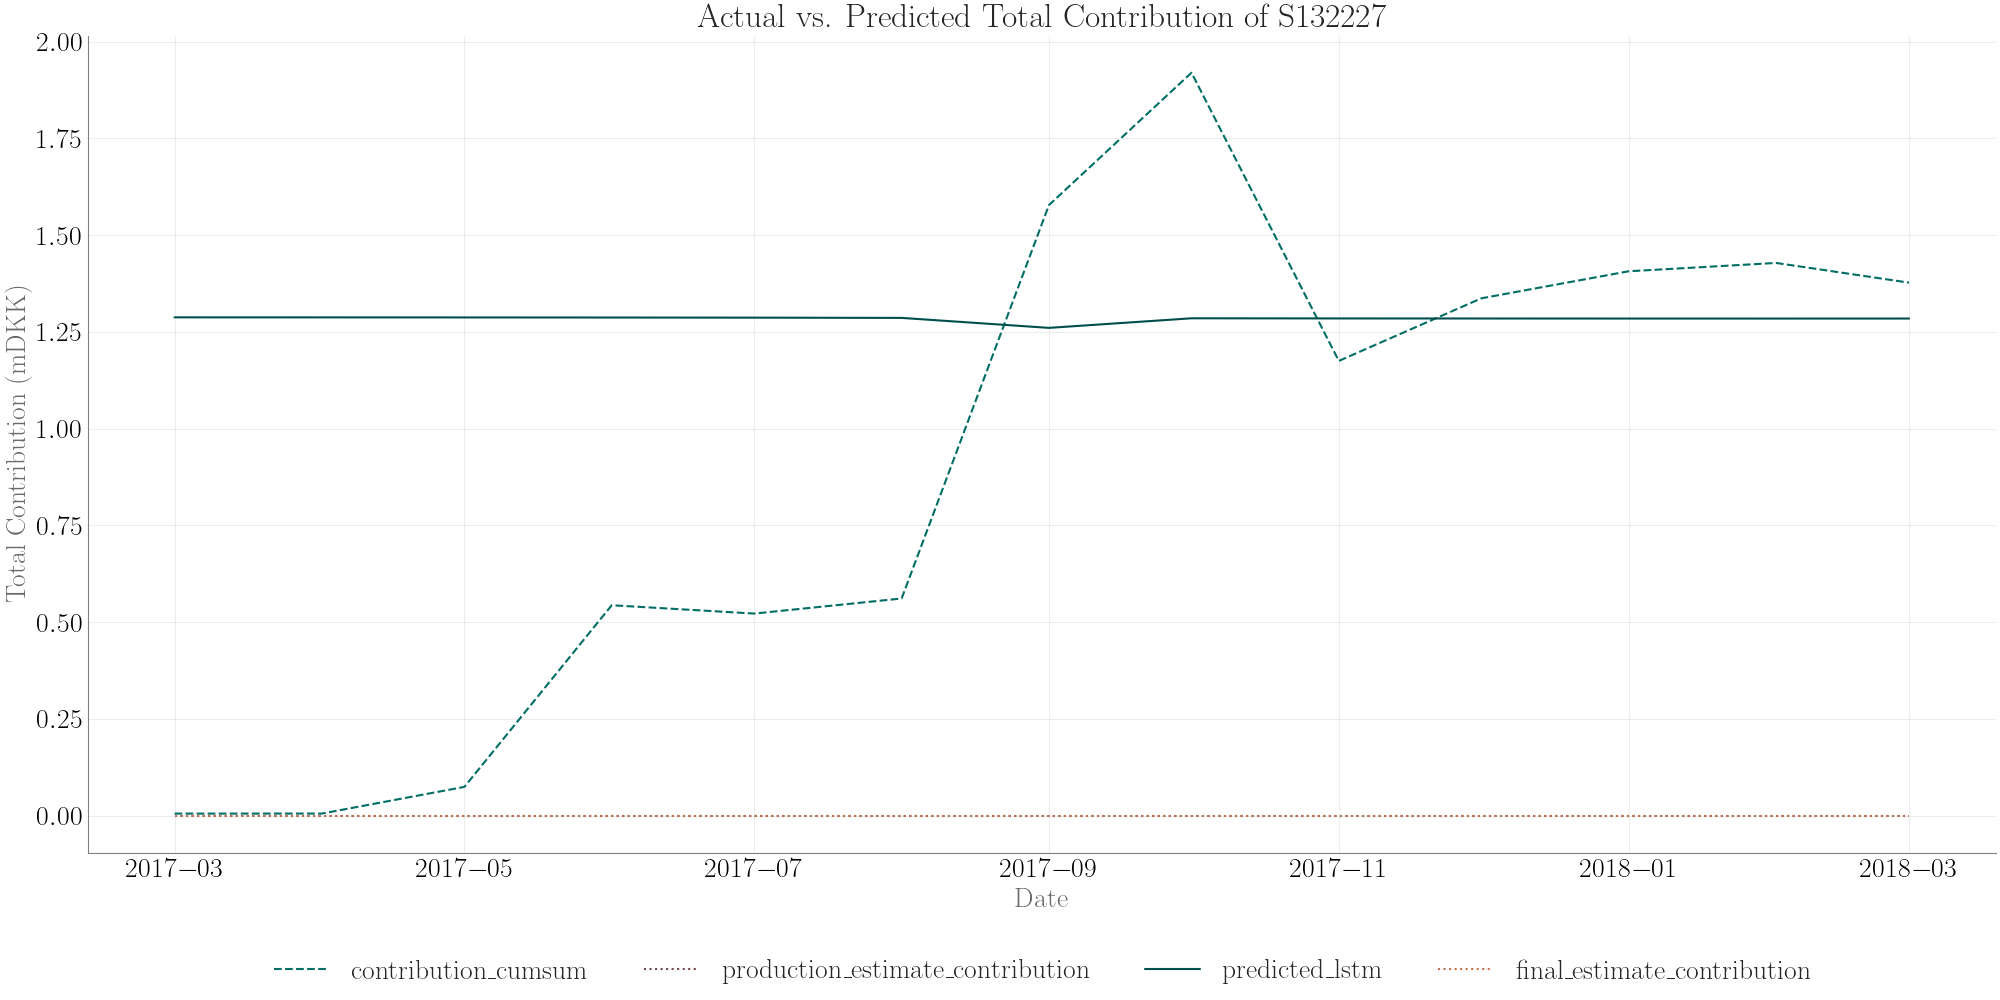 Actual vs. Predicted Total Contribution of S132227
Total Contribution (mDKK)
2.00
1.75
1.50
1.25
1.00
0.75
0.50
0.25
0.00
2017–03 2017–05 2017–07 2017–09 2017–11 2018–01 2018–03
Date
contribution_cumsum production_estimate_contribution predicted_lstm final_estimate_contribution